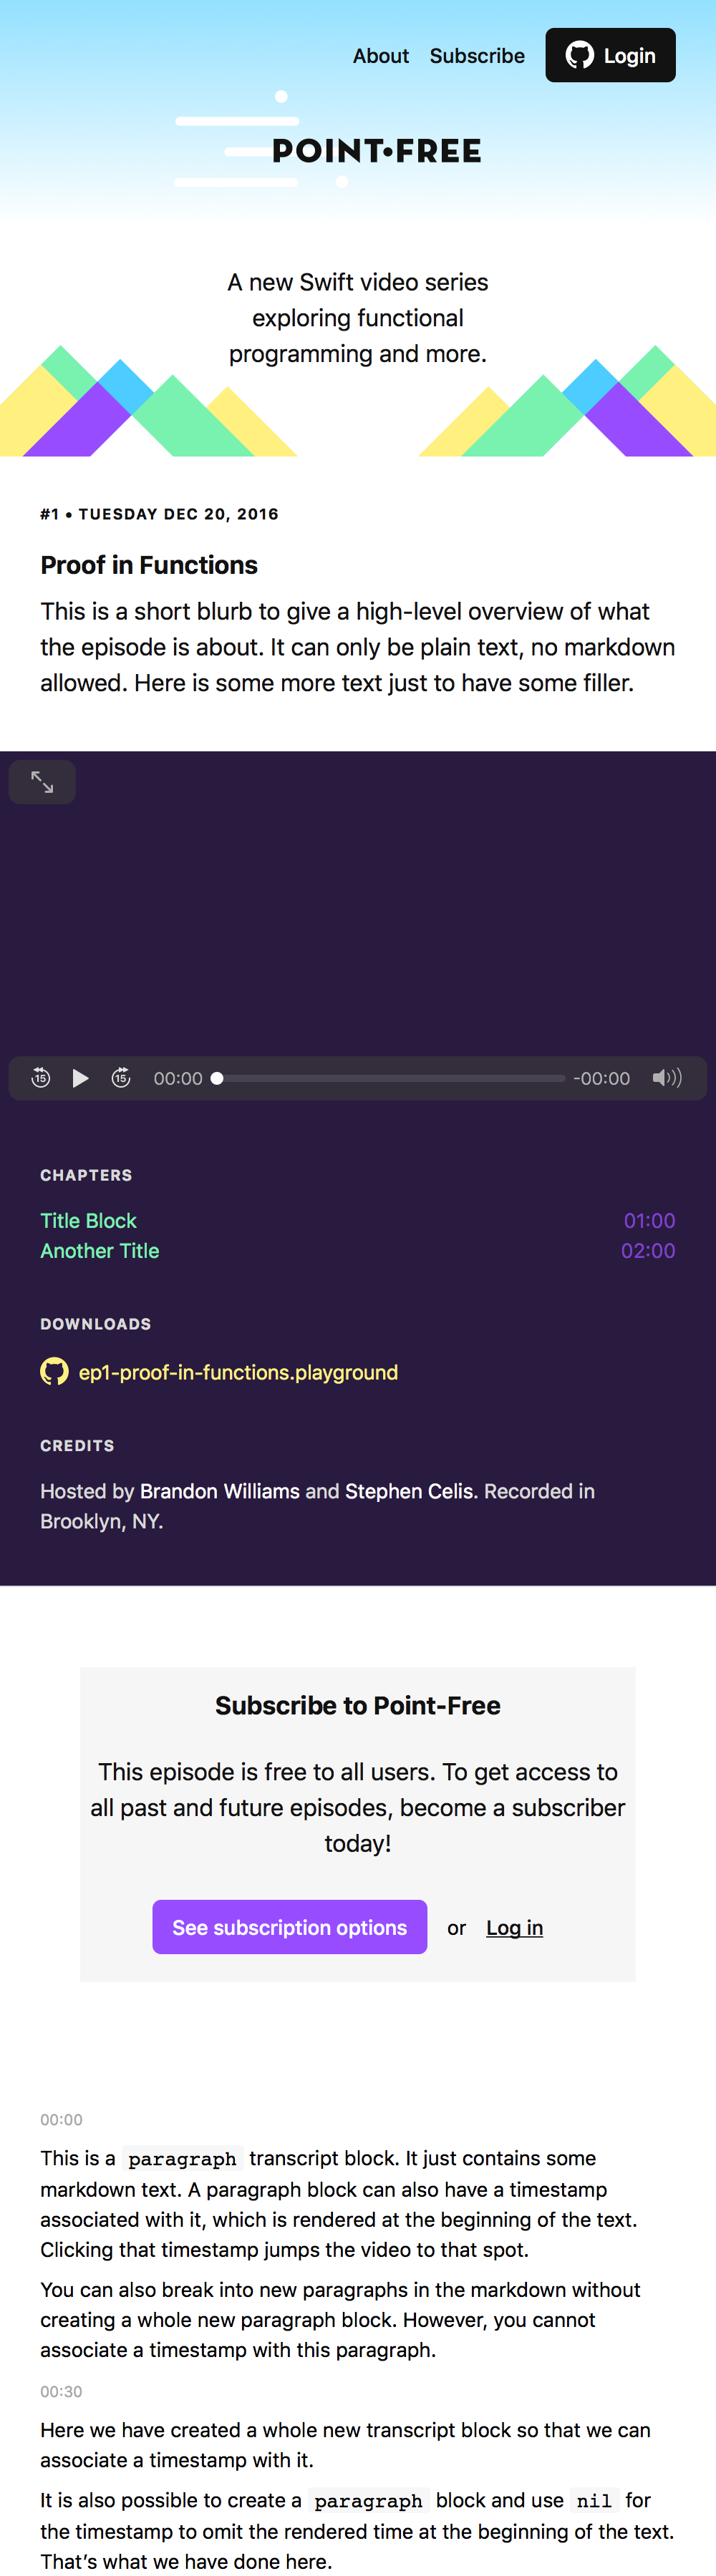 About Subscribe Login
POINT•FREE
A new Swift video series
exploring functional
programming and more.
#1 • TUESDAY DEC 20, 2016
Proof in Functions
This is a short blurb to give a high-level overview of what
the episode is about. It can only be plain text, no markdown
allowed. Here is some more text just to have some filler.
15 15 00:00 -00:00
CHAPTERS
Title Block 01:00
Another Title 02:00
DOWNLOADS
ep1-proof-in-functions.playground
CREDITS
Hosted by Brandon Williams and Stephen Celis. Recorded in
Brooklyn, NY.
Subscribe to Point-Free
This episode is free to all users. To get access to
all past and future episodes, become a subscriber
today!
See subscription options or Log in
00:00
This is a paragraph transcript block. It just contains some
markdown text. A paragraph block can also have a timestamp
associated with it, which is rendered at the beginning of the text.
Clicking that timestamp jumps the video to that spot.
You can also break into new paragraphs in the markdown without
creating a whole new paragraph block. However, you cannot
associate a timestamp with this paragraph.
00:30
Here we have created a whole new transcript block so that we can
associate a timestamp with it.
It is also possible to create a paragraph block and use nil for
the timestamp to omit the rendered time at the beginning of the text.
That’s what we have done here.